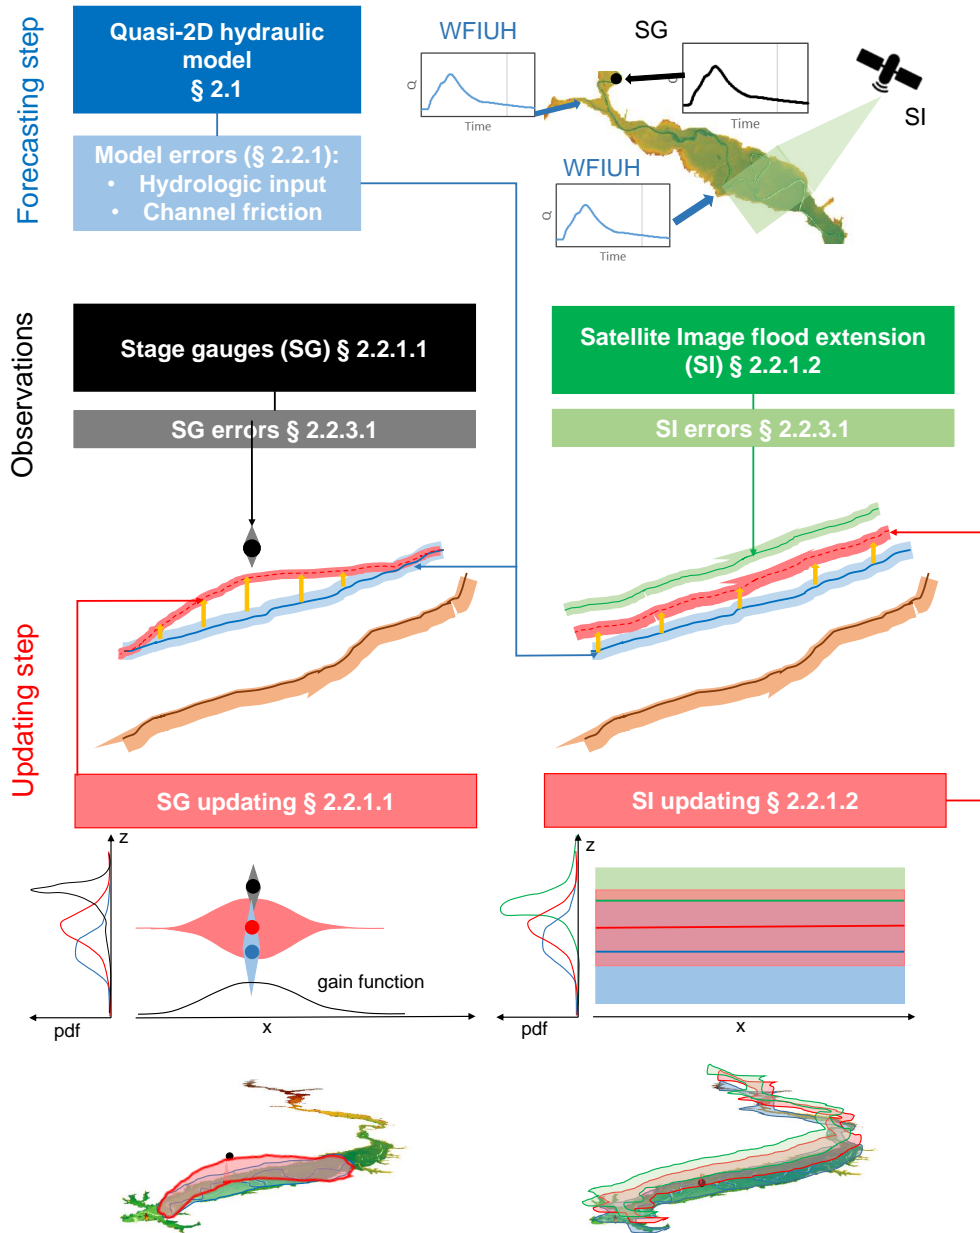 Forecasting step
Quasi-2D hydraulic
model
§ 2.1
Model errors (§ 2.2.1):
• Hydrologic input
• Channel friction
WFIUH
Q
Time
SG
Q
Time
SI
WFIUH
Q
Time
Observations
Stage gauges (SG) § 2.2.1.1
SG errors § 2.2.3.1
Satellite Image flood extension
(SI) § 2.2.1.2
SI errors § 2.2.3.1
Updating step
SG updating § 2.2.1.1
SI updating § 2.2.1.2
z
gain function
pdf
x
z
pdf
x